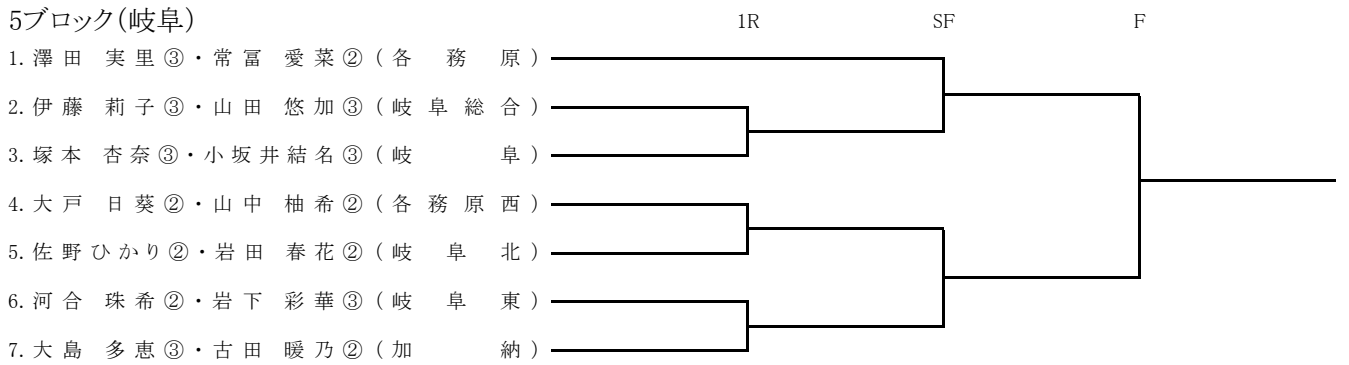 5ブロック(岐阜) 1R SF F
1. 澤田 実里③・常冨 愛菜②(各務原)
2. 伊藤 莉子③・山田 悠加③(岐阜総合)
3. 塚本 杏奈③・小坂井結名③(岐阜)
4. 大戸 日葵②・山中 柚希②(各務原西)
5. 佐野ひかり②・岩田 春花②(岐阜北)
6. 河合 珠希②・岩下 彩華③(岐阜東)
7. 大島 多恵③・古田 暖乃②(加納)